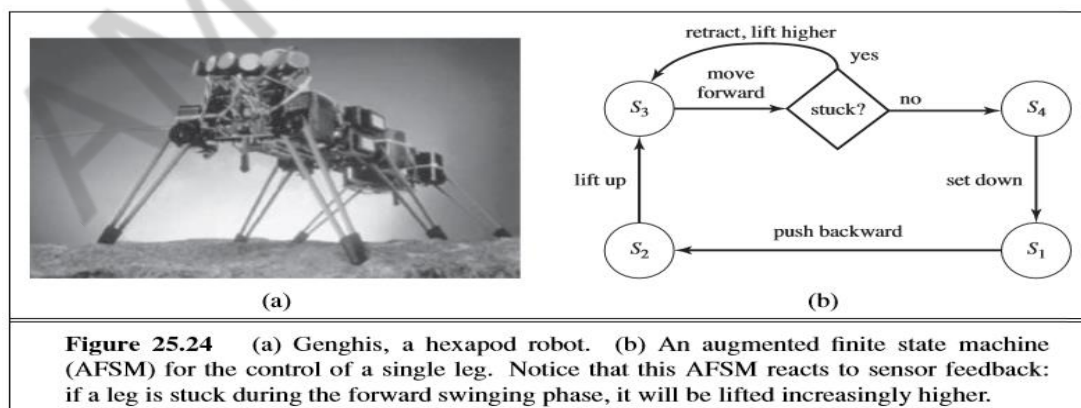 AM
retract, lift higher
yes
move
forward
S3
stuck?
no
S4
lift up
set down
S2
push backward
S1
(a)
(b)
Figure 25.24 (a) Genghis, a hexapod robot. (b) An augmented finite state machine
(AFSM) for the control of a single leg. Notice that this AFSM reacts to sensor feedback:
if a leg is stuck during the forward swinging phase, it will be lifted increasingly higher.